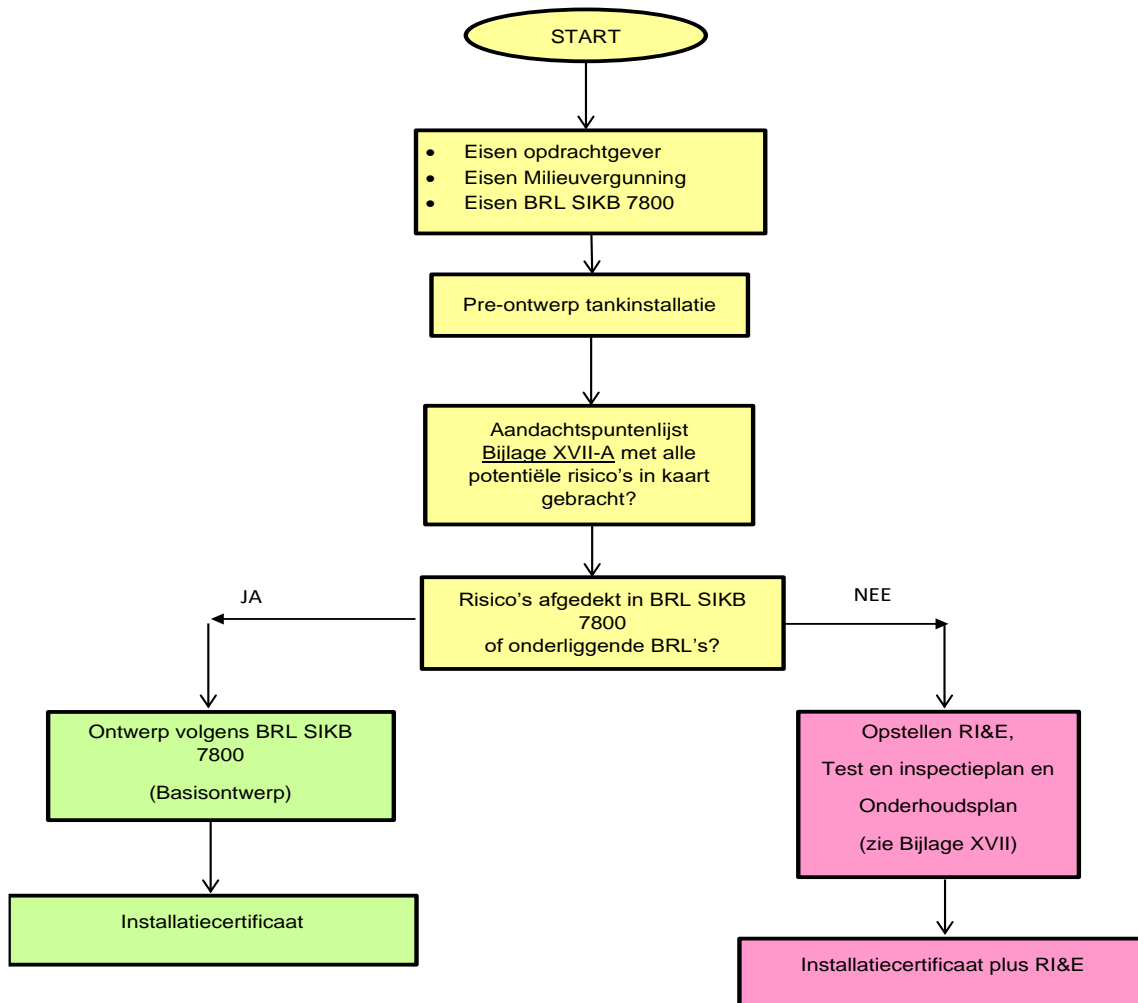 START
• Eisen opdrachtgever
• Eisen Milieuvergunning
• Eisen BRL SIKB 7800
Pre-ontwerp tankinstallatie
Aandachtspuntenlijst
Bijlage XVII-A met alle
potentiële risico's in kaart
gebracht?
JA
Risico's afgedekt in BRL SIKB
7800
of onderliggende BRL's?
NEE
Ontwerp volgens BRL SIKB
7800
(Basisontwerp)
Opstellen RI&E,
Test en inspectieplan en
Onderhoudsplan
(zie Bijlage XVII)
Installatiecertificaat
Installatiecertificaat plus RI&E